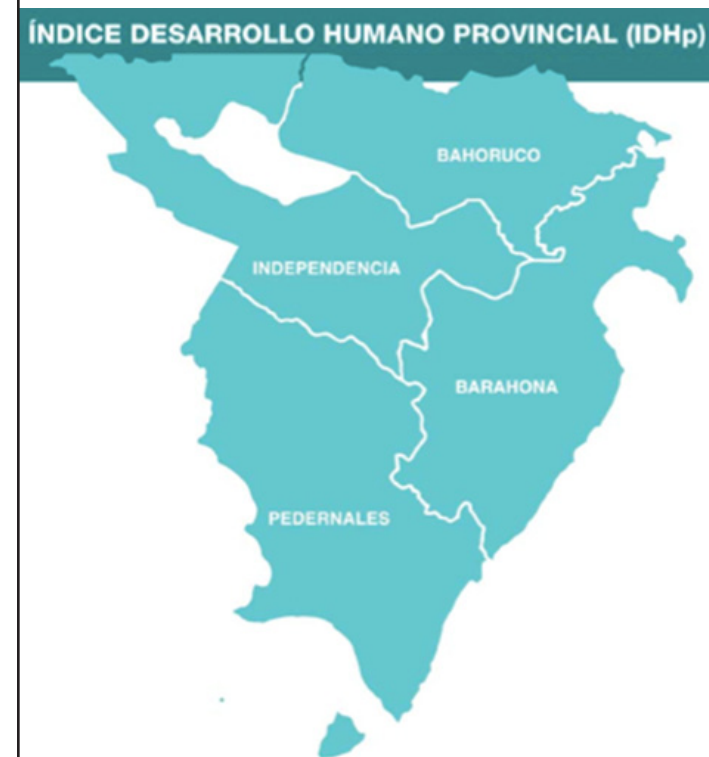 ÍNDICE DESARROLLO HUMANO PROVINCIAL (IDHp)
BAHORUCO
INDEPENDENCIA
BARAHONA
PEDERNALES